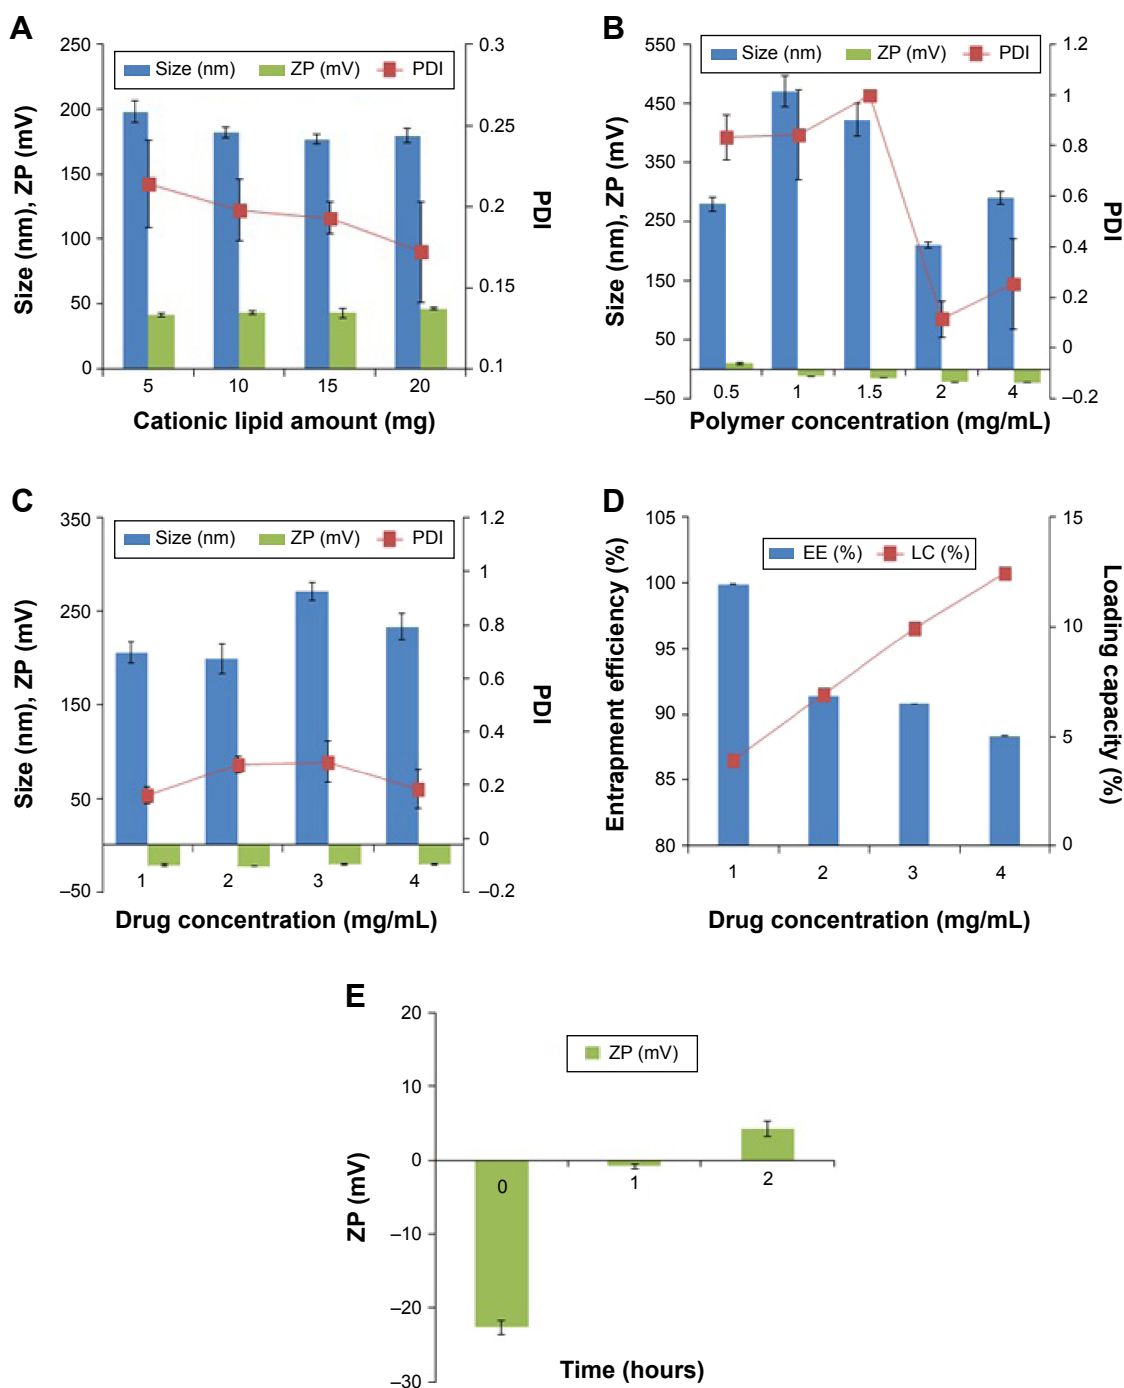 A
250
200
150
100
50
0
0.3
0.25
0.2
0.15
0.1
Size (nm)
ZP (mV)
PDI
Size (nm), ZP (mV)
PDI
5 10 15 20
Cationic lipid amount (mg)
B
550
450
350
250
150
50
–50
1.2
1
0.8
0.6
0.4
0.2
0
–0.2
Size (nm)
ZP (mV)
PDI
Size (nm), ZP (mV)
PDI
0.5 1 1.5 2 4
Polymer concentration (mg/mL)
C
350
250
150
50
–50
1.2
1
0.8
0.6
0.4
0.2
0
–0.2
Size (nm)
ZP (mV)
PDI
Size (nm), ZP (mV)
PDI
1 2 3 4
Drug concentration (mg/mL)
D
105
100
95
90
85
80
15
10
5
0
EE (%)
LC (%)
Entrapment efficiency (%)
Loading capacity
(%)
1 2 3 4
Drug concentration (mg/mL)
E
20
10
0
–10
–20
–30
ZP (mV)
ZP (mV)
0 1 2
Time (hours)